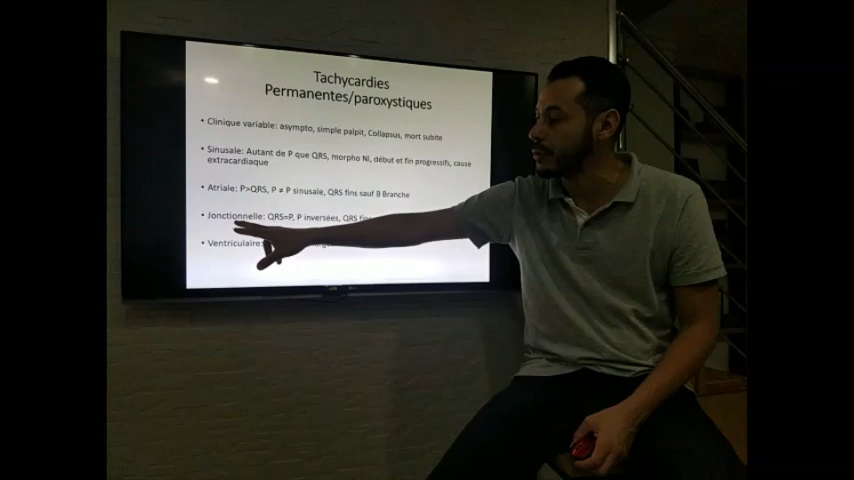 Tachycardies
Permanentes/paroxystiques
• Clinique variable: asympto, simple palpit, Collapsus, mort subite
• Sinusale: Autant de P que QRS, morpho Nl, début et fin progressifs, cause
extracardiaque
• Atriale: P>QRS, P ≠ P sinusale, QRS fins sauf B Branche
• Jonctionnelle: QRS=P, P inversées, QRS fins
• Ventriculaire: